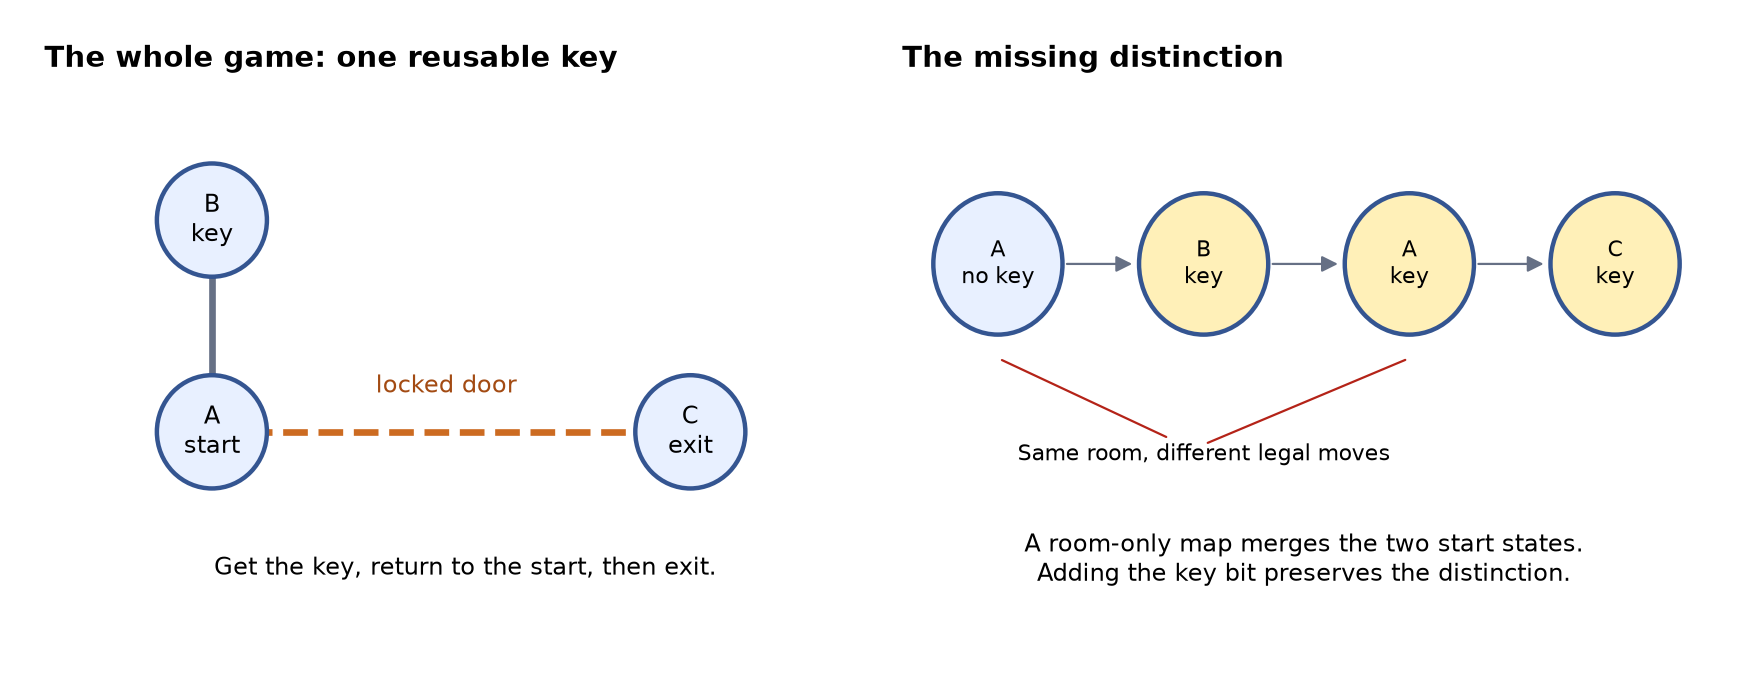 The whole game: one reusable key
B
key
locked door
A
start
C
exit
Get the key, return to the start, then exit.
The missing distinction
A
no key
B
key
A
key
C
key
Same room, different legal moves
A room-only map merges the two start states.
Adding the key bit preserves the distinction.